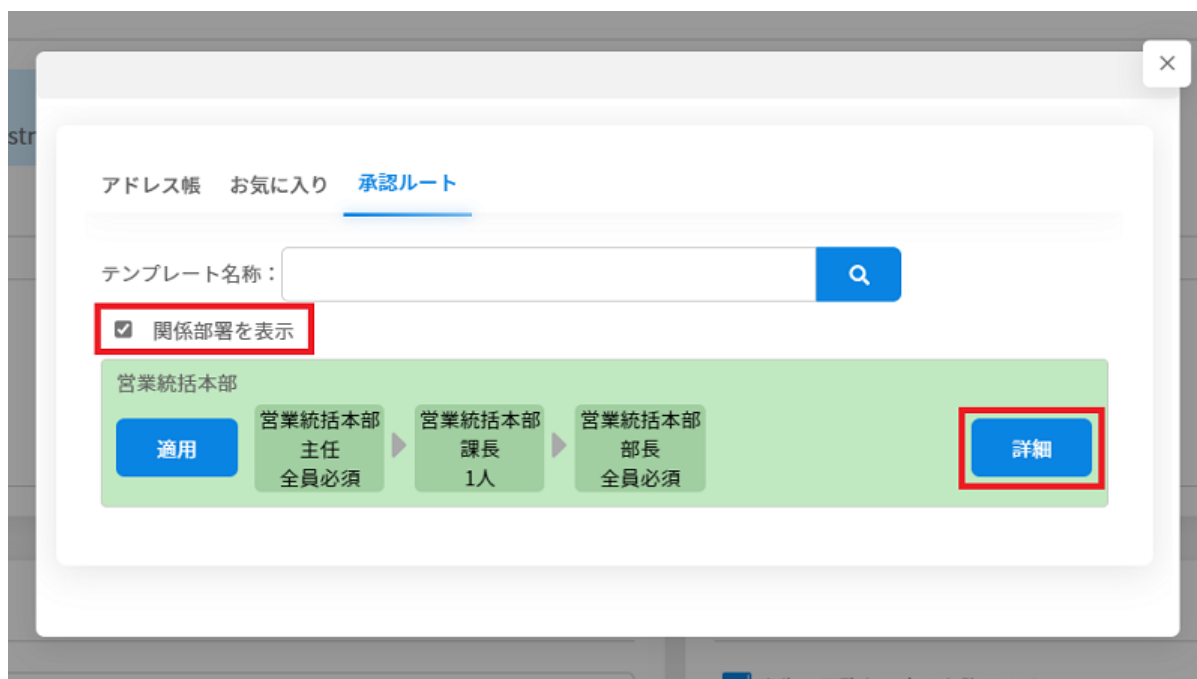 str
アドレス帳 お気に入り 承認ルート
テンプレート名称：
関係部署を表示
営業統括本部
適用
営業統括本部
主任
全員必須
営業統括本部
課長
1人
営業統括本部
部長
全員必須
詳細